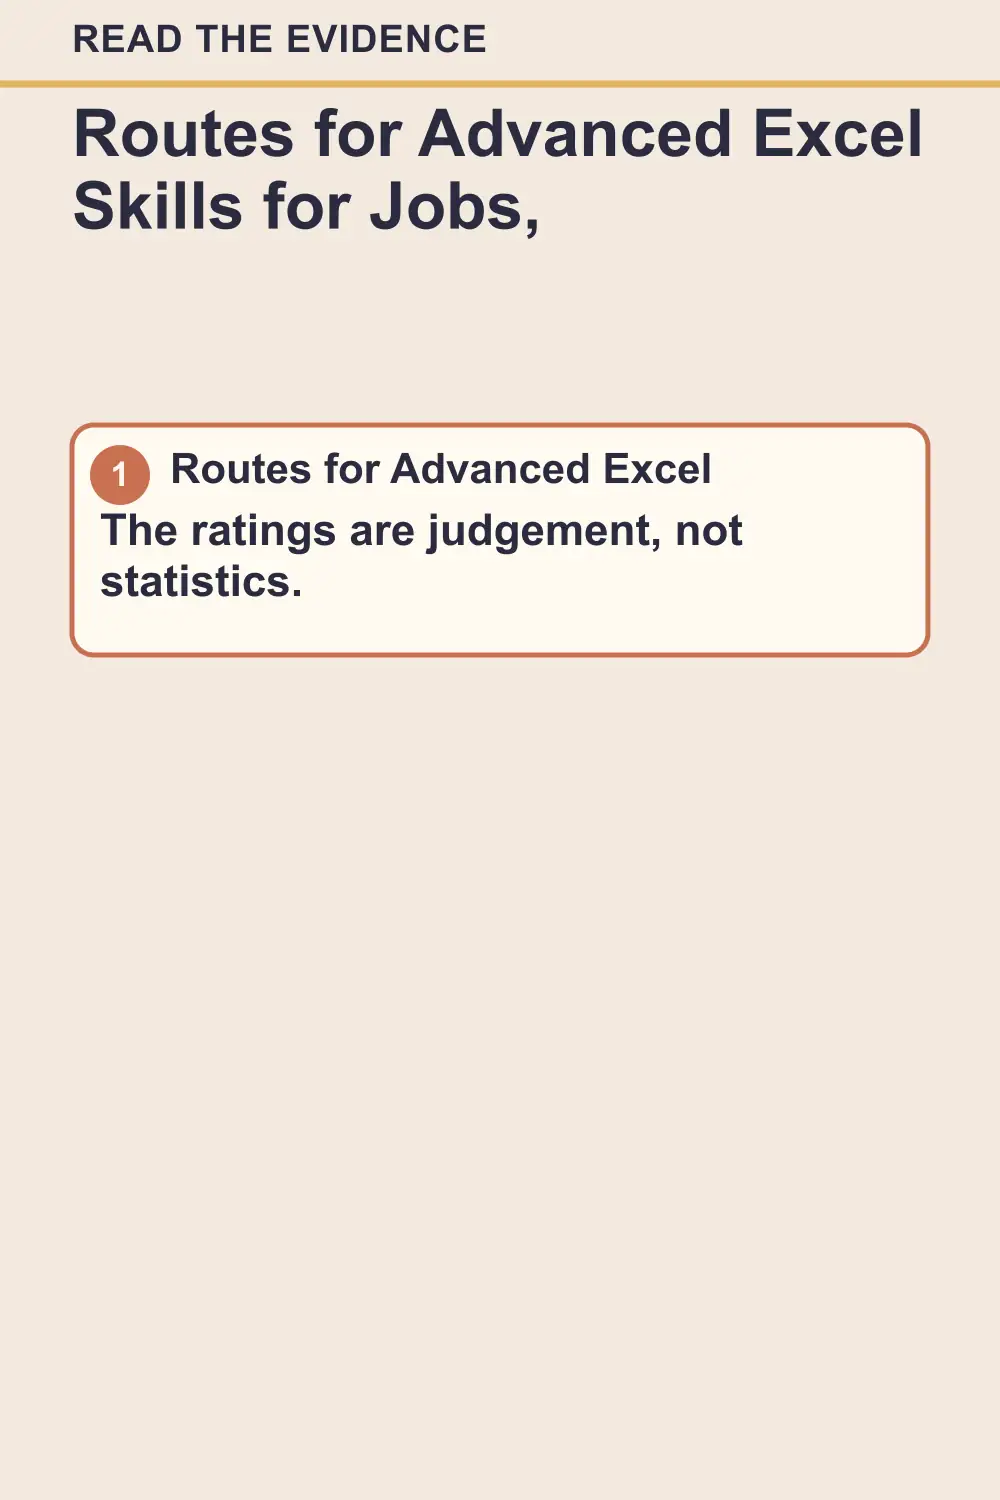 READ THE EVIDENCE
Routes for Advanced Excel
Skills for Jobs,
1 Routes for Advanced Excel
The ratings are judgement, not
statistics.